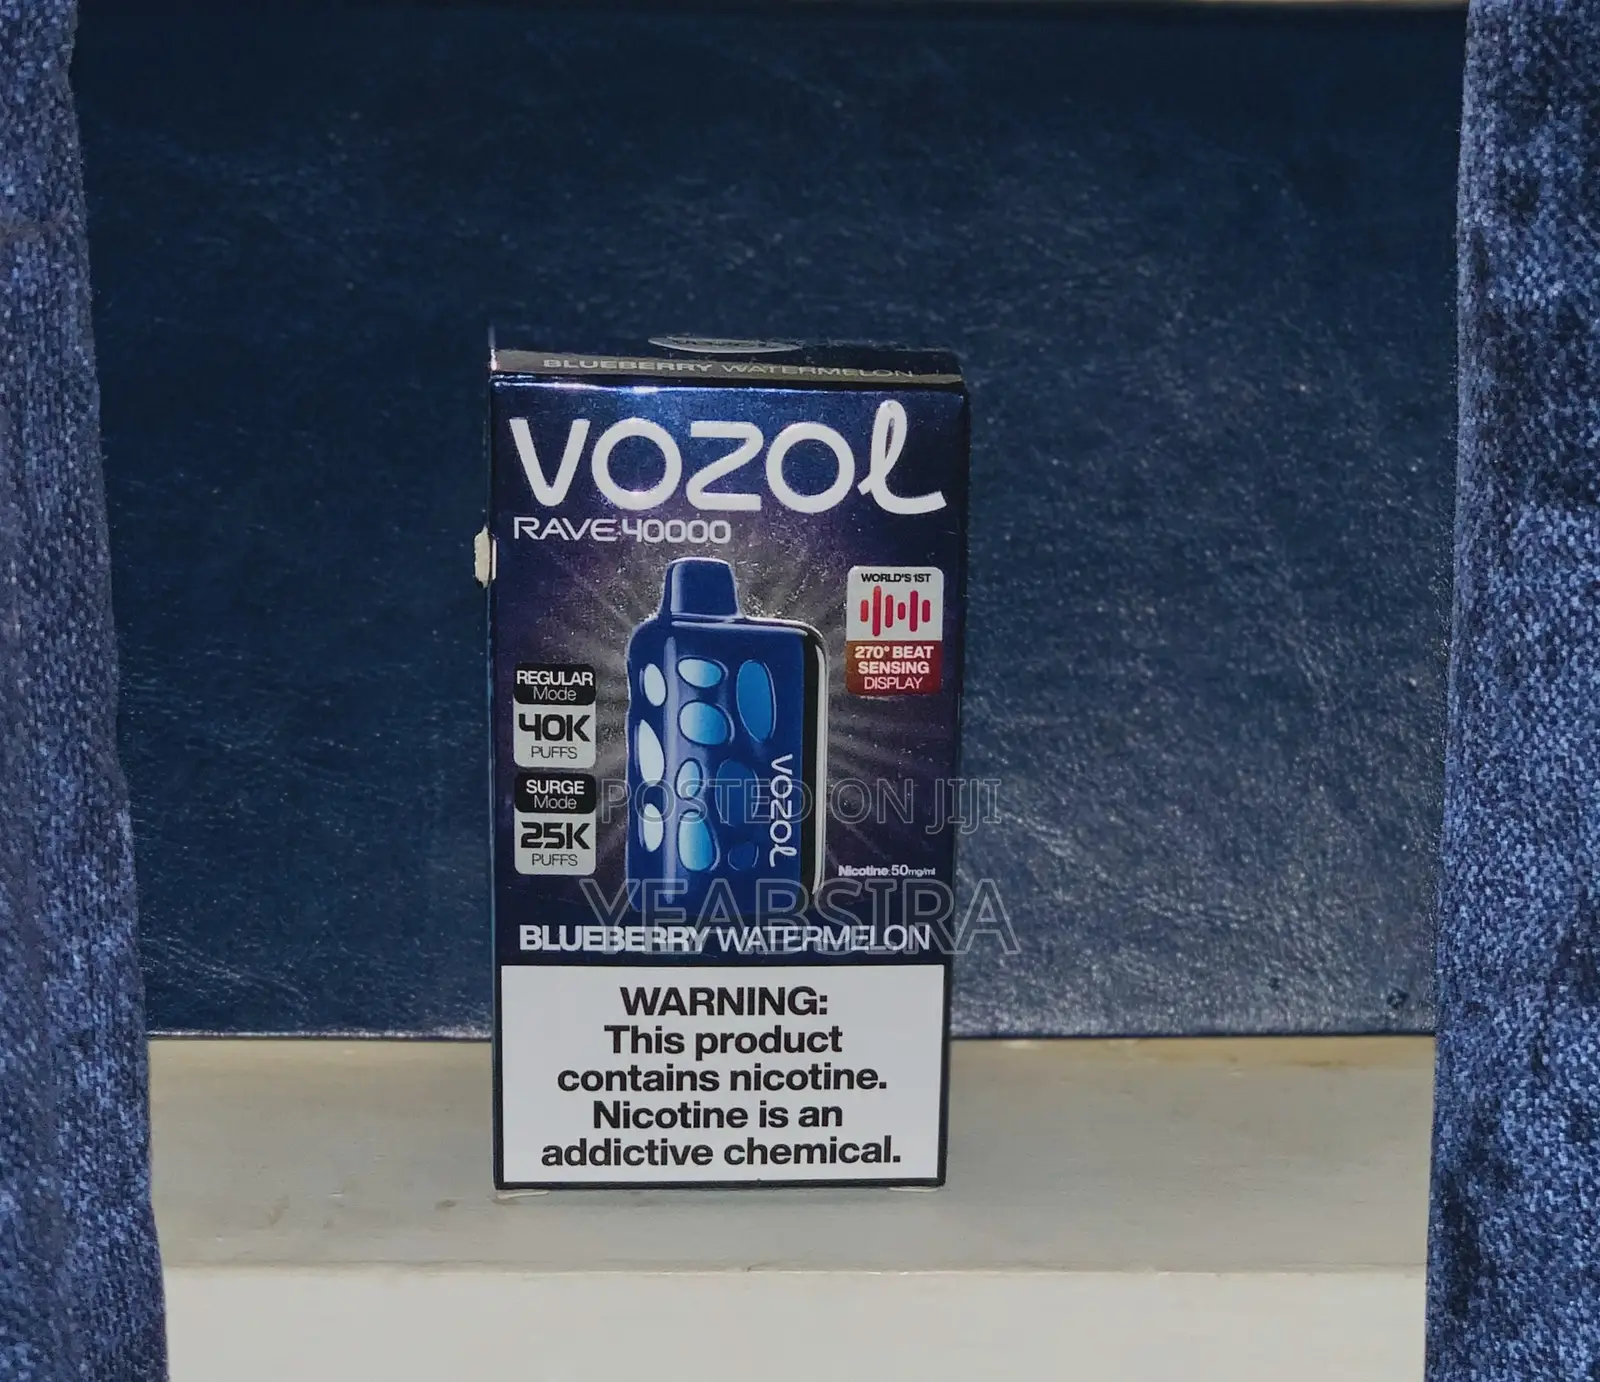 BLUEBERRY WATERMELON
VOZOL
RAVE 40000
WORLD'S 1ST
270° BEAT
SENSING
DISPLAY
REGULAR
Mode
40K
PUFFS
SURGE
Mode
25K
PUFFS
VOZOL
POSTED ON JIJI
Nicotine:50mg/ml
YEABSIRA
BLUEBERRY WATERMELON
WARNING:
This product
contains nicotine.
Nicotine is an
addictive chemical.